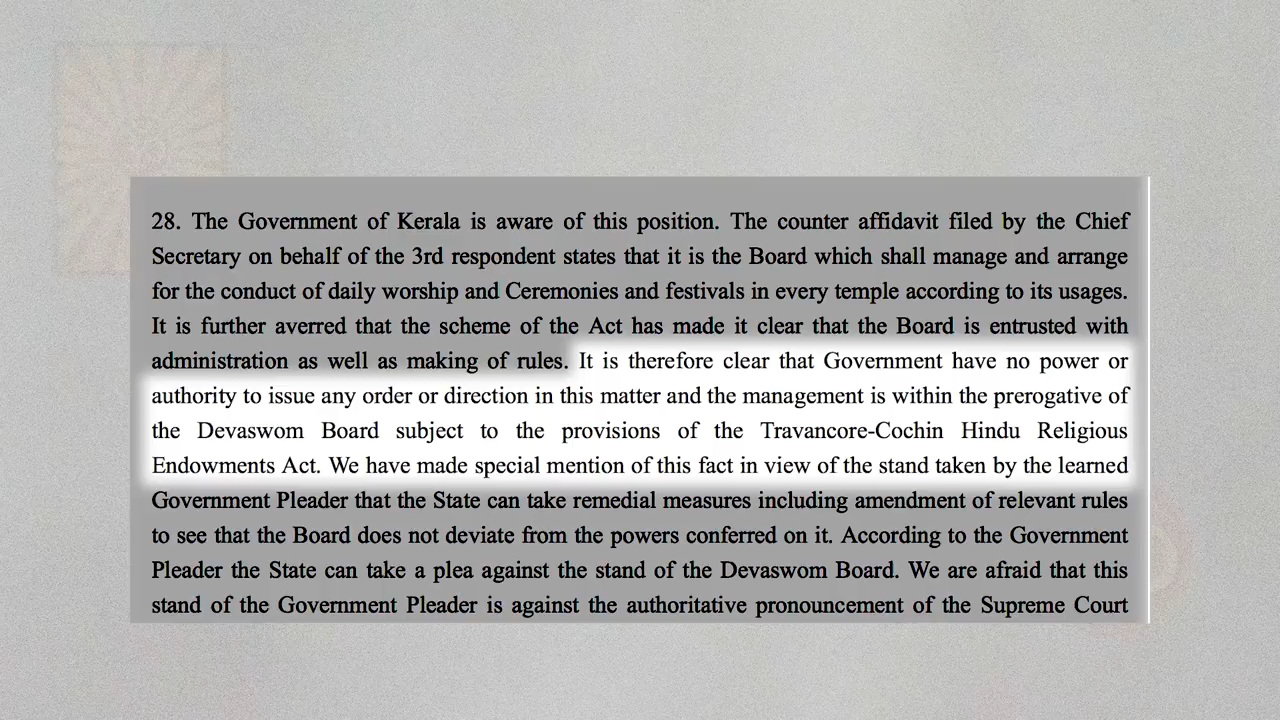 28. The Government of Kerala is aware of this position. The counter affidavit filed by the Chief
Secretary on behalf of the 3rd respondent states that it is the Board which shall manage and arrange
for the conduct of daily worship and Ceremonies and festivals in every temple according to its usages.
It is further averred that the scheme of the Act has made it clear that the Board is entrusted with
administration as well as making of rules. It is therefore clear that Government have no power or
authority to issue any order or direction in this matter and the management is within the prerogative of
the Devaswom Board subject to the provisions of the Travancore-Cochin Hindu Religious
Endowments Act. We have made special mention of this fact in view of the stand taken by the learned
Government Pleader that the State can take remedial measures including amendment of relevant rules
to see that the Board does not deviate from the powers conferred on it. According to the Government
Pleader the State can take a plea against the stand of the Devaswom Board. We are afraid that this
stand of the Government Pleader is against the authoritative pronouncement of the Supreme Court